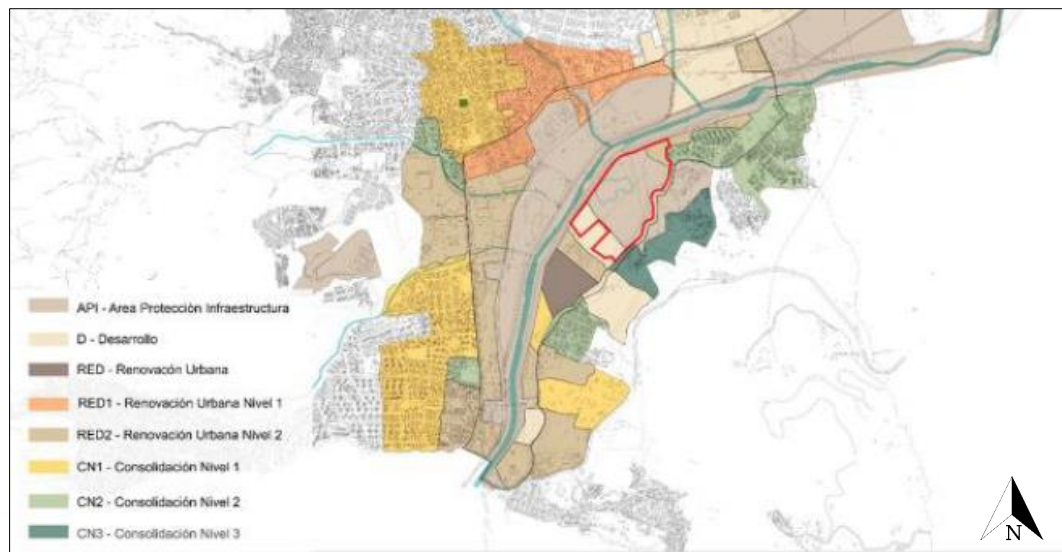 API - Area Protección Infraestructura
D - Desarrollo
RED - Renovacón Urbana
RED1 - Renovación Urbana Nivel 1
RED2 - Renovación Urbana Nivel 2
CN1 - Consolidación Nivel 1
CN2 - Consolidación Nivel 2
CN3 - Consolidación Nivel 3
N